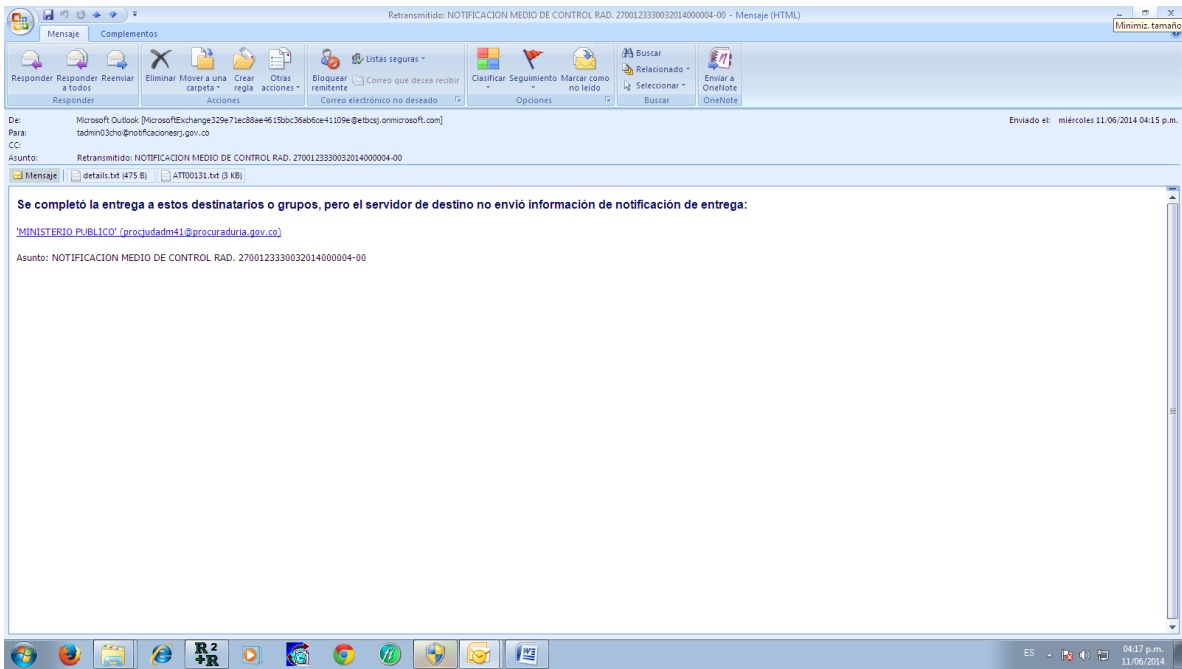 Retransmitido: NOTIFICACION MEDIO DE CONTROL RAD. 27001233300032014000004-00 - Mensaje (HTML)
Minimiz. tamaño
Mensaje Complementos
Responder Responder a todos Reenviar
Eliminar Mover a una carpeta Crear regla Otras acciones
Bloquear remitente Listas seguras Correo que desea recibir
Clasificar Seguimiento Marcar como no leído
Buscar Relacionado Seleccionar
Enviar a OneNote
Responder Acciones Correo electrónico no deseado Opciones Buscar OneNote
De: Microsoft Outlook [MicrosoftExchange329e71ec88ae4615bbc36ab6ce41109e@etbcsj.onmicrosoft.com]
Enviado el: miércoles 11/06/2014 04:15 p.m.
Para: tadmin03cho@notificacionesrj.gov.co
CC:
Asunto: Retransmitido: NOTIFICACION MEDIO DE CONTROL RAD. 2700123330032014000004-00
Mensaje details.txt (475 B) ATT00131.txt (3 KB)
Se completó la entrega a estos destinatarios o grupos, pero el servidor de destino no envió información de notificación de entrega:
'MINISTERIO PUBLICO' (procjudadm41@procuraduria.gov.co)
Asunto: NOTIFICACION MEDIO DE CONTROL RAD. 2700123330032014000004-00
R2+R
ES 04:17 p.m.
11/06/2014